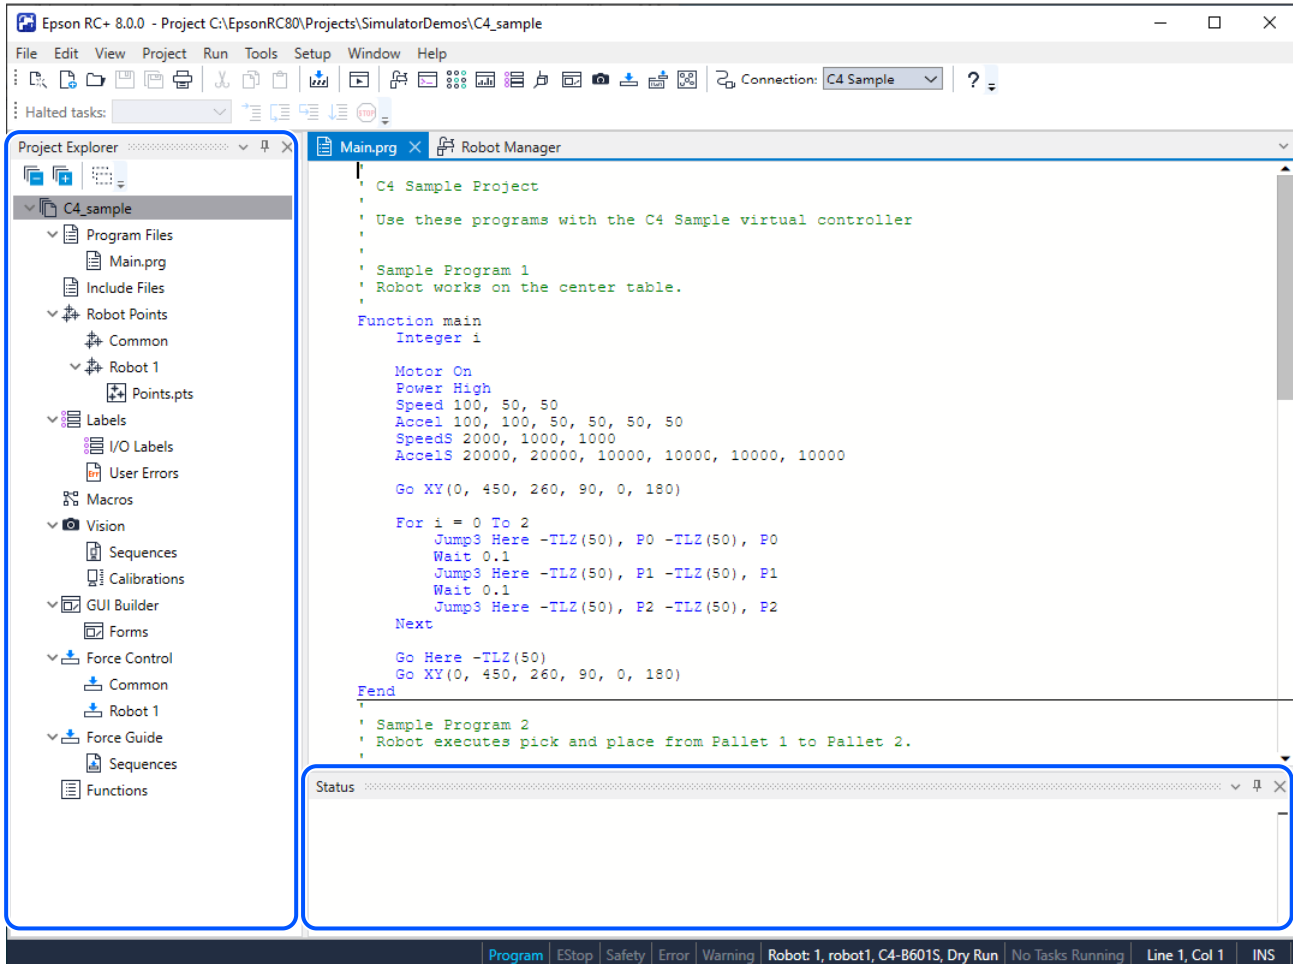 Epson RC+ 8.0.0 - Project C:\EpsonRC80\Projects\SimulatorDemos\C4_sample
File Edit View Project Run Tools Setup Window Help
Connection: C4 Sample ?
Halted tasks: STOP
Project Explorer
C4_sample
Program Files
Main.prg
Include Files
Robot Points
Common
Robot 1
Points.pts
Labels
I/O Labels
Err User Errors
Macros
Vision
Sequences
Calibrations
GUI Builder
Forms
Force Control
Common
Robot 1
Force Guide
Sequences
Functions
Main.prg Robot Manager
'
' C4 Sample Project
'
' Use these programs with the C4 Sample virtual controller
'
'
' Sample Program 1
' Robot works on the center table.
'
Function main
Integer i
Motor On
Power High
Speed 100, 50, 50
Accel 100, 100, 50, 50, 50, 50
SpeedS 2000, 1000, 1000
AccelS 20000, 20000, 10000, 10000, 10000, 10000
Go XY(0, 450, 260, 90, 0, 180)
For i = 0 To 2
Jump3 Here -TLZ(50), P0 -TLZ(50), P0
Wait 0.1
Jump3 Here -TLZ(50), P1 -TLZ(50), P1
Wait 0.1
Jump3 Here -TLZ(50), P2 -TLZ(50), P2
Next
Go Here -TLZ(50)
Go XY(0, 450, 260, 90, 0, 180)
Fend
'
' Sample Program 2
' Robot executes pick and place from Pallet 1 to Pallet 2.
'
Status
Program EStop Safety Error Warning Robot: 1, robot1, C4-B601S, Dry Run No Tasks Running Line 1, Col 1 INS